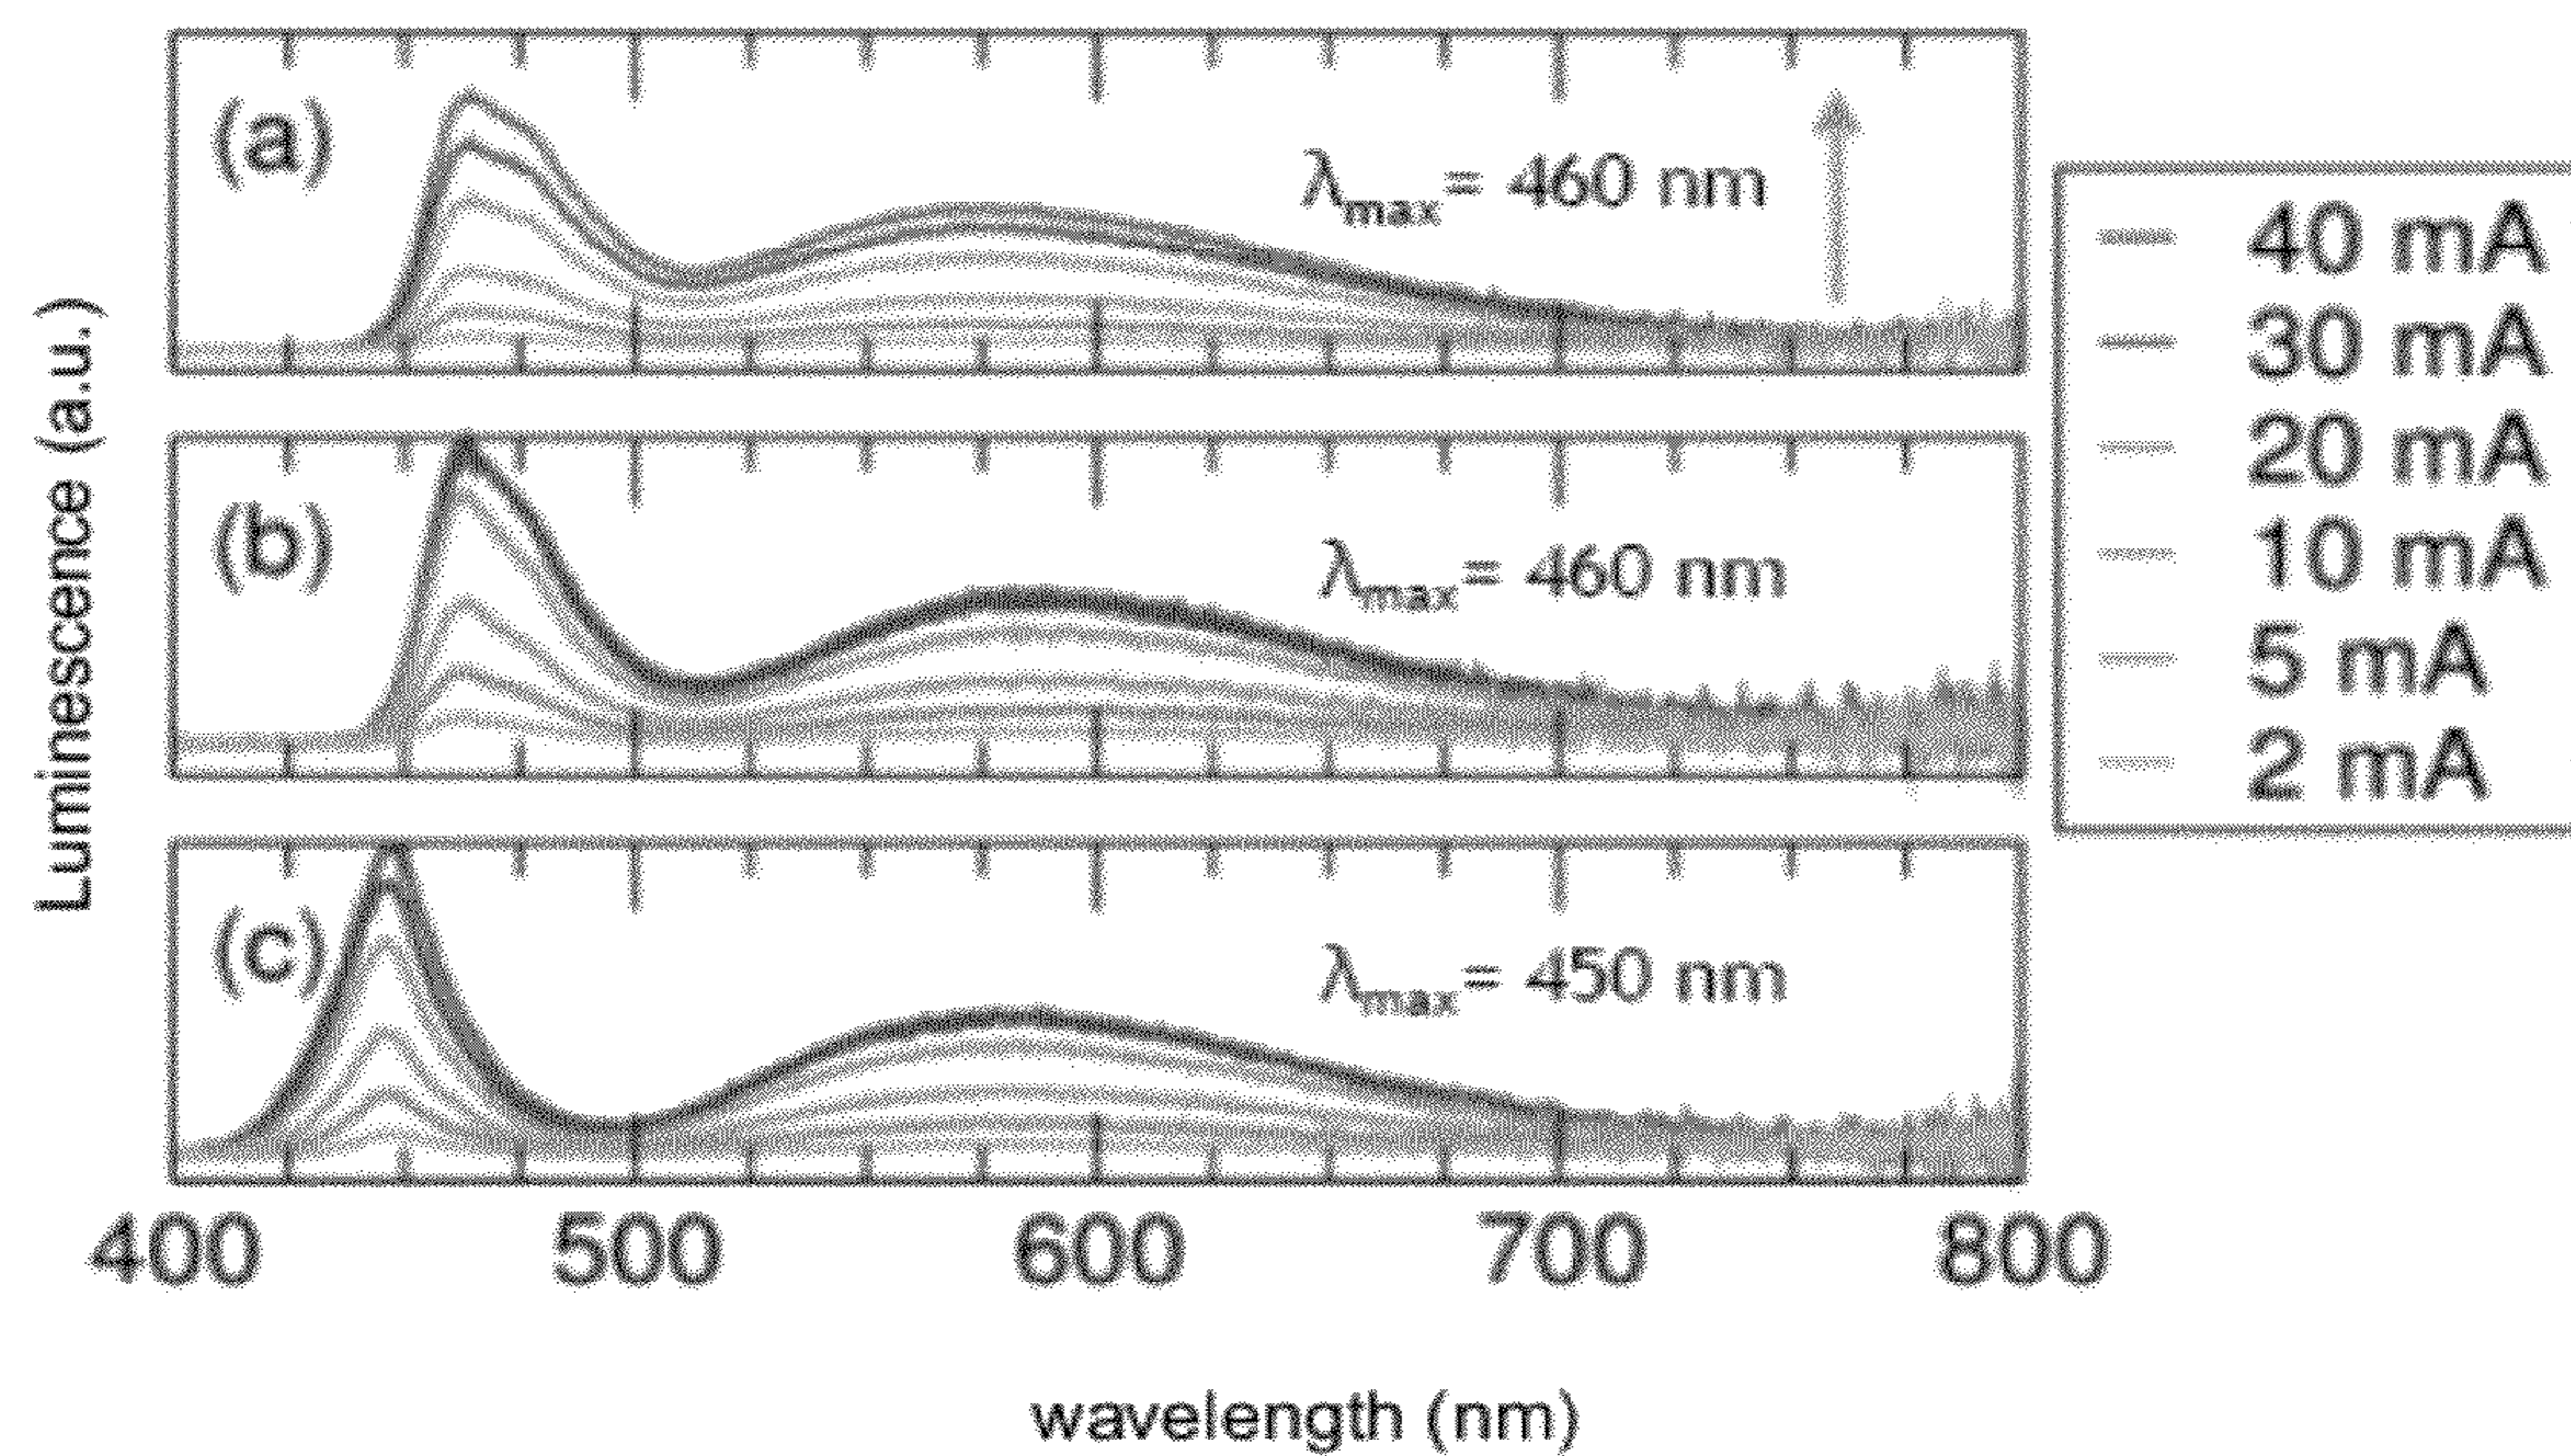 (a)
λmax= 460 nm
(b)
λmax= 460 nm
(c)
λmax= 450 nm
Luminescence (a.u.)
400 500 600 700 800
wavelength (nm)
40 mA
30 mA
20 mA
10 mA
5 mA
2 mA